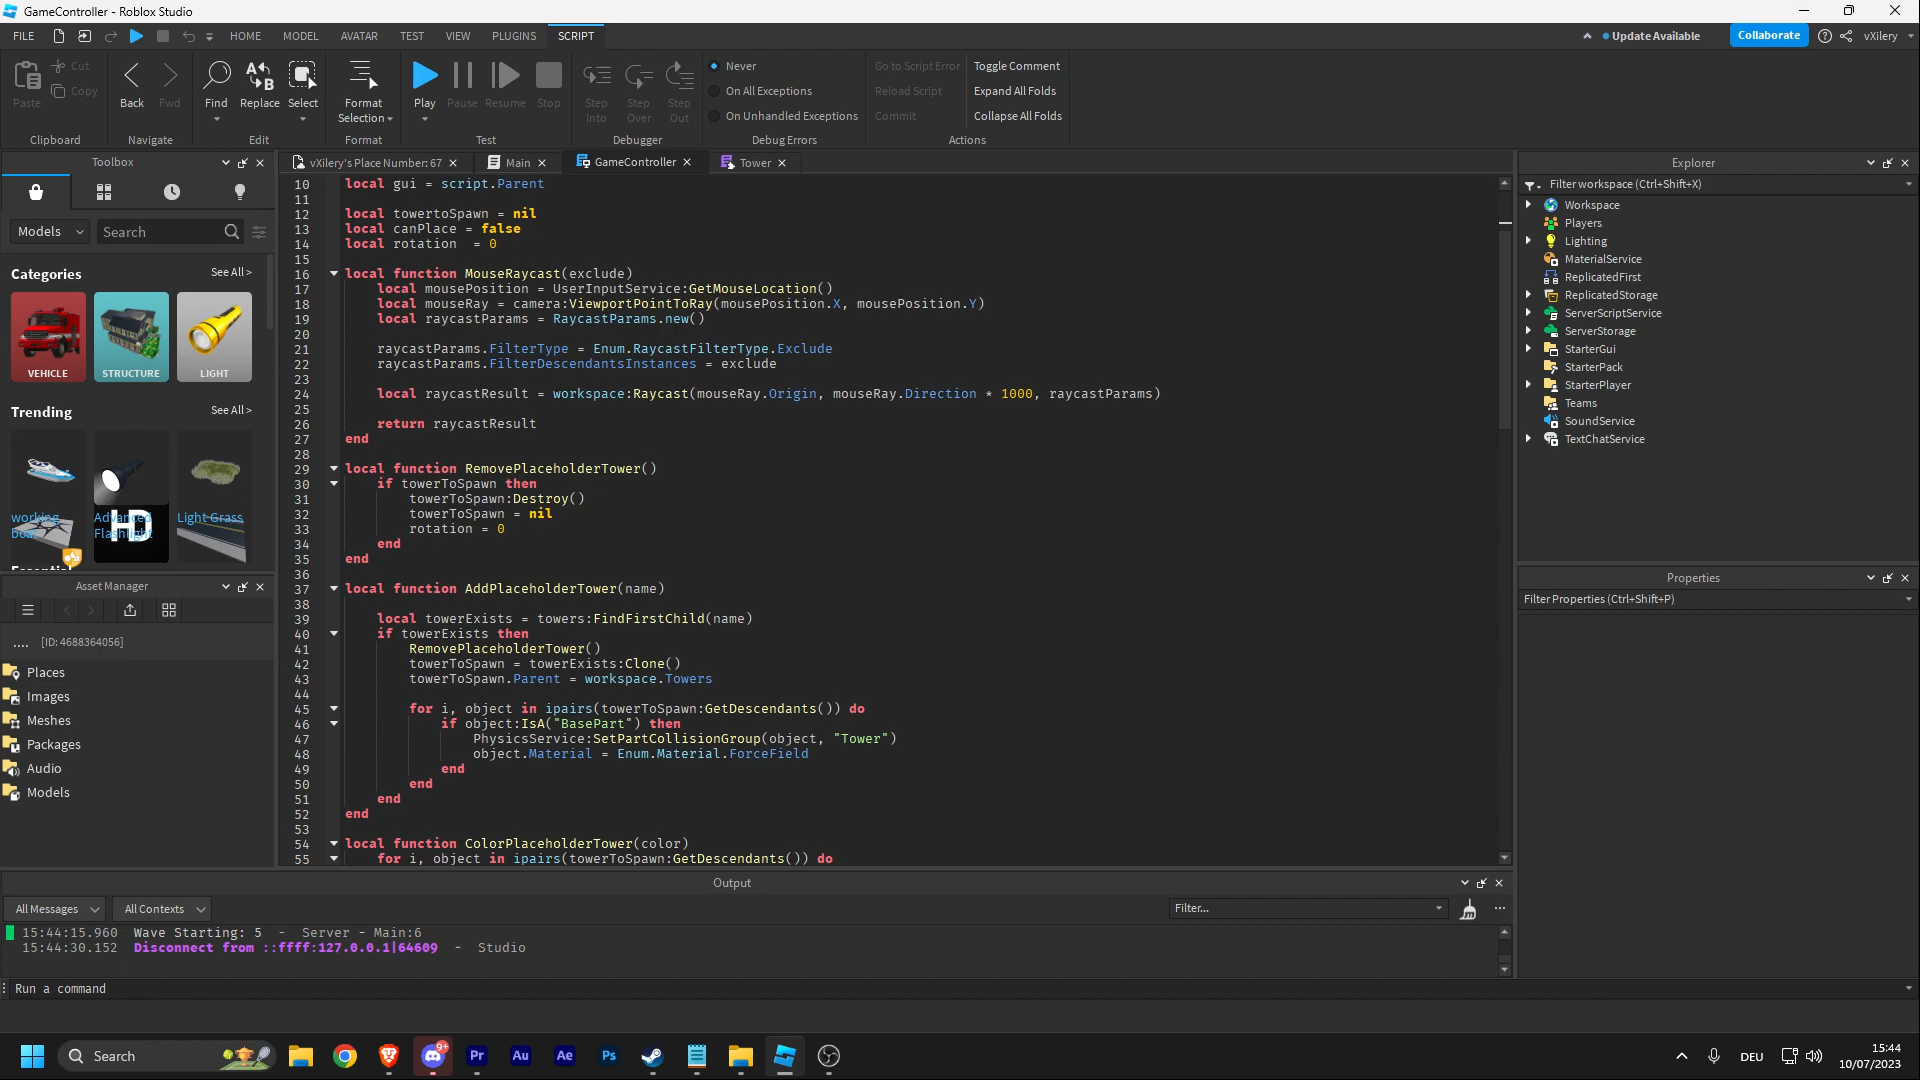 GameController - Roblox Studio
FILE HOME MODEL AVATAR TEST VIEW PLUGINS SCRIPT Update Available Collaborate vXilery
Paste Cut Copy Back Fwd Find Replace Select Format Selection Play Pause Resume Stop Step Into Step Over Step Out
Never
On All Exceptions
On Unhandled Exceptions
Go to Script Error
Reload Script
Commit
Toggle Comment
Expand All Folds
Collapse All Folds
Clipboard Navigate Edit Format Test Debugger Debug Errors Actions
Toolbox
Models Search
Categories See All >
VEHICLE STRUCTURE LIGHT
Trending See All >
working boat
Advanced Flashlight
HD
Light Grass
Essential
Asset Manager
.... [ID: 4688364056]
Places
Images
Meshes
Packages
Audio
Models
vXilery's Place Number: 67 Main GameController Tower
10 local gui = script.Parent
11
12 local towertoSpawn = nil
13 local canPlace = false
14 local rotation  = 0
15
16 local function MouseRaycast(exclude)
17     local mousePosition = UserInputService:GetMouseLocation()
18     local mouseRay = camera:ViewportPointToRay(mousePosition.X, mousePosition.Y)
19     local raycastParams = RaycastParams.new()
20
21     raycastParams.FilterType = Enum.RaycastFilterType.Exclude
22     raycastParams.FilterDescendantsInstances = exclude
23
24     local raycastResult = workspace:Raycast(mouseRay.Origin, mouseRay.Direction * 1000, raycastParams)
25
26     return raycastResult
27 end
28
29 local function RemovePlaceholderTower()
30     if towerToSpawn then
31         towerToSpawn:Destroy()
32         towerToSpawn = nil
33         rotation = 0
34     end
35 end
36
37 local function AddPlaceholderTower(name)
38
39     local towerExists = towers:FindFirstChild(name)
40     if towerExists then
41         RemovePlaceholderTower()
42         towerToSpawn = towerExists:Clone()
43         towerToSpawn.Parent = workspace.Towers
44
45         for i, object in ipairs(towerToSpawn:GetDescendants()) do
46             if object:IsA("BasePart") then
47                 PhysicsService:SetPartCollisionGroup(object, "Tower")
48                 object.Material = Enum.Material.ForceField
49             end
50         end
51     end
52 end
53
54 local function ColorPlaceholderTower(color)
55     for i, object in ipairs(towerToSpawn:GetDescendants()) do
Explorer
Filter workspace (Ctrl+Shift+X)
Workspace
Players
Lighting
MaterialService
ReplicatedFirst
ReplicatedStorage
ServerScriptService
ServerStorage
StarterGui
StarterPack
StarterPlayer
Teams
SoundService
TextChatService
Properties
Filter Properties (Ctrl+Shift+P)
Output
All Messages All Contexts Filter...
15:44:15.960 Wave Starting: 5 - Server - Main:6
15:44:30.152 Disconnect from ::ffff:127.0.0.1|64609 - Studio
Run a command
Search 9+ Pr Au Ae Ps DEU 15:44
10/07/2023